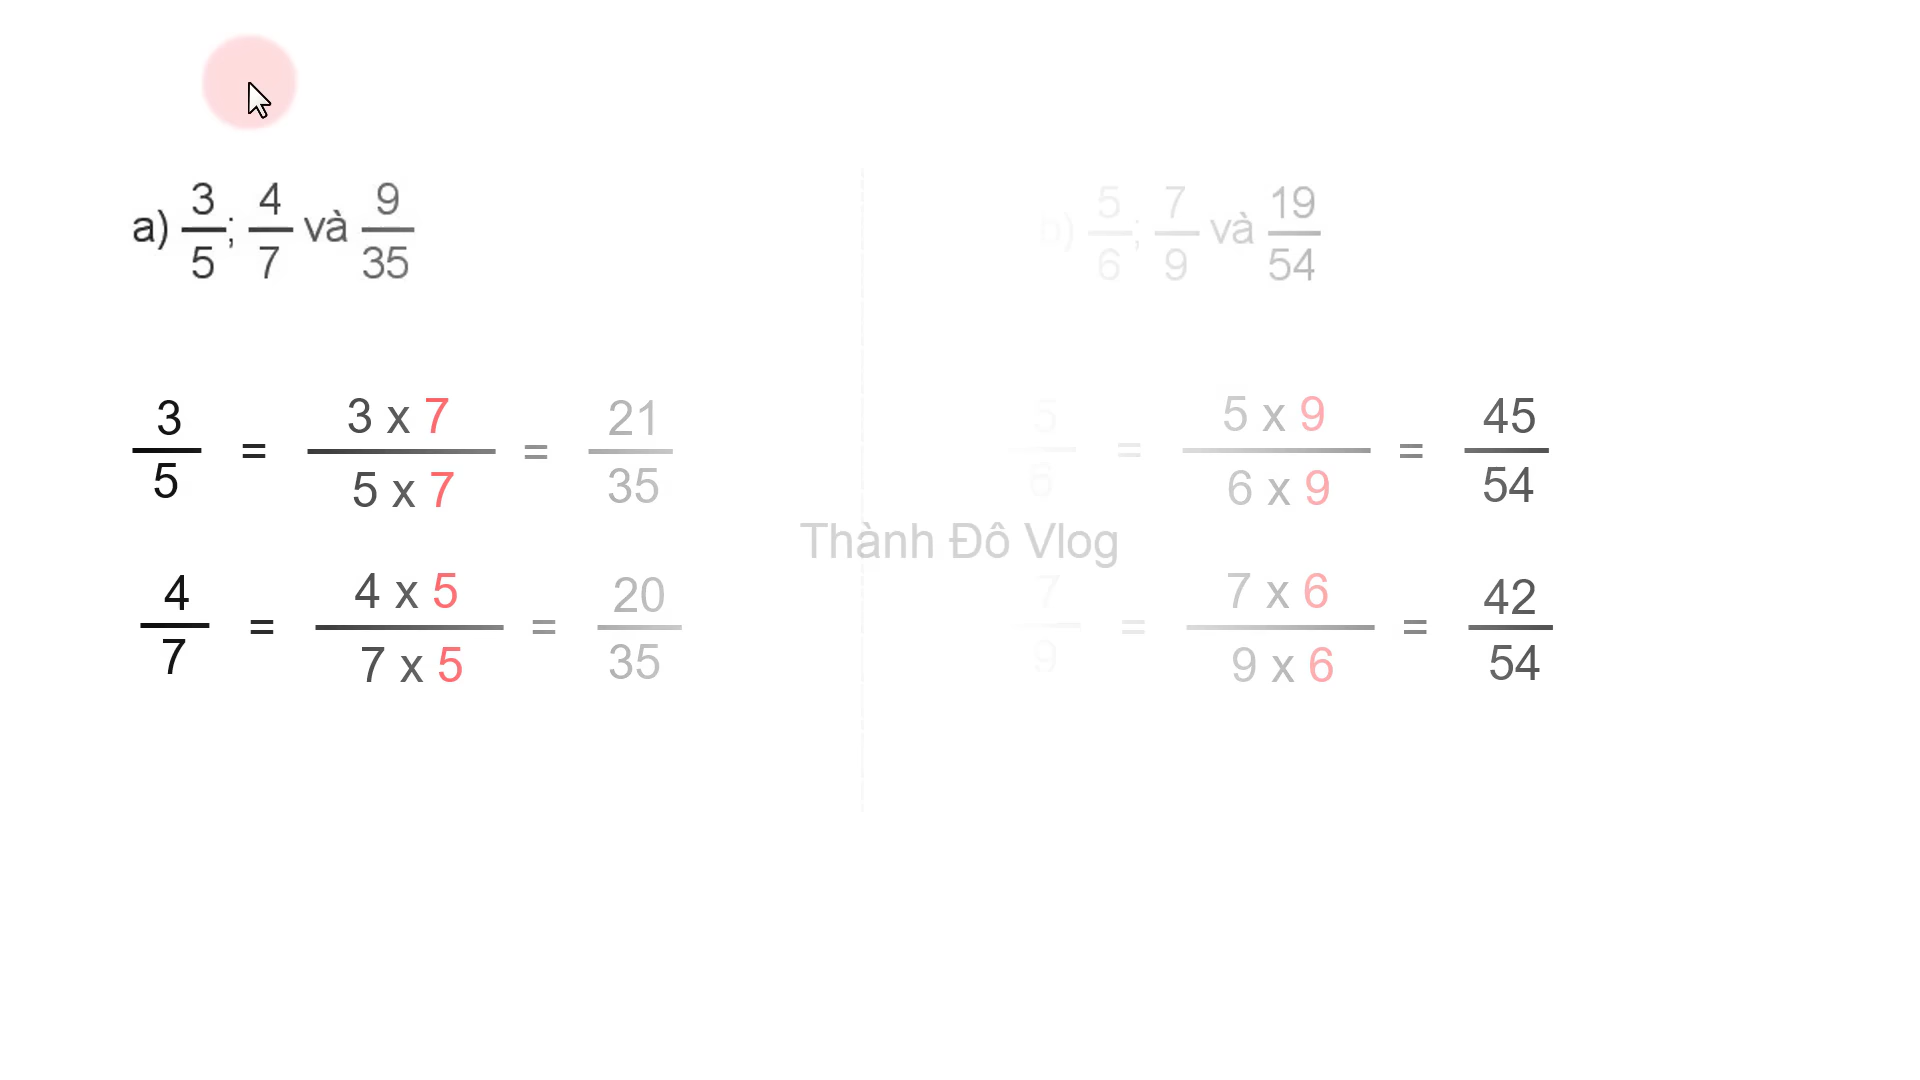 a) 3/5; 4/7 và 9/35
3/5 = 3 x 7/5 x 7 = 21/35
4/7 = 4 x 5/7 x 5 = 20/35
Thành Đô Vlog
b) 5/6; 7/9 và 19/54
5/6 = 5 x 9/6 x 9 = 45/54
7/9 = 7 x 6/9 x 6 = 42/54